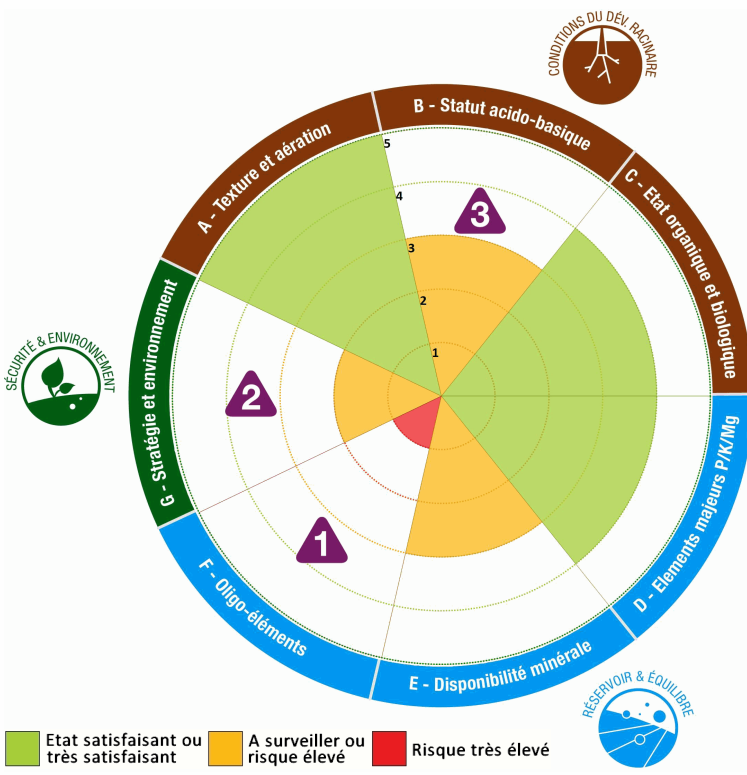 CONDITIONS DU DÉV. RACINAIRE
B - Statut acido-basique
A - Texture et aération
C - Etat organique et biologique
5
4
3
3
2
1
G - Stratégie et environnement
SÉCURITÉ & ENVIRONNEMENT
2
1
D - Elements majeurs P/K/Mg
F - Oligo-éléments
E - Disponibilité minérale
RÉSERVOIR & ÉQUILIBRE
Etat satisfaisant ou
très satisfaisant
A surveiller ou
risque élevé
Risque très élevé